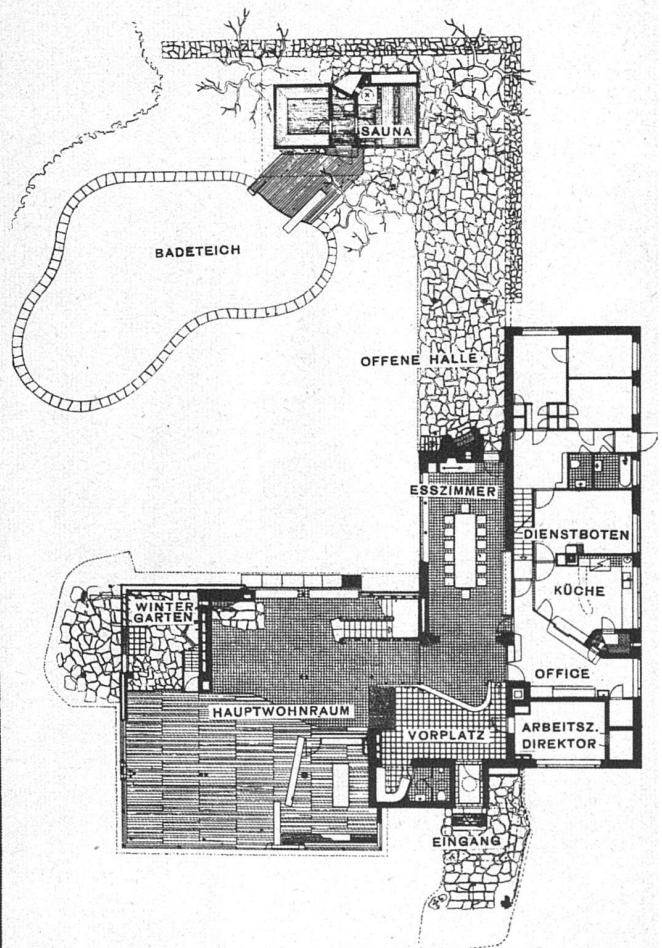 SAUNA
BADETEICH
OFFENE HALLE
ESSZIMMER
DIENSTBOTEN
KÜCHE
WINTER
GARTEN
OFFICE
HAUPTWOHNRAUM
VORPLATZ
ARBEITSZ.
DIREKTOR
EINGANG